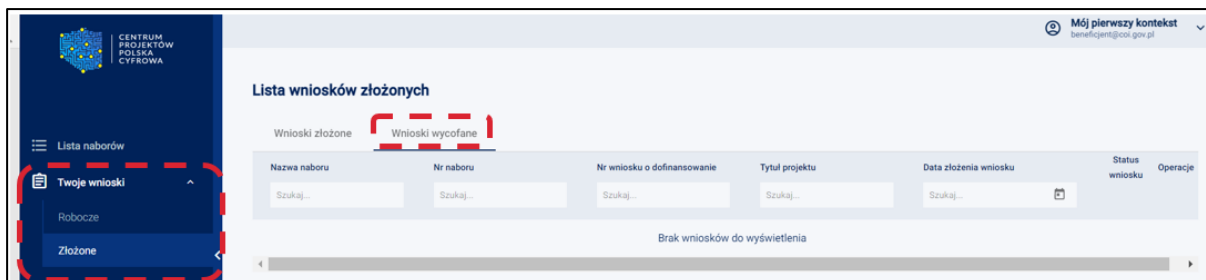 CENTRUM
PROJEKTÓW
POLSKA
CYFROWA
Mój pierwszy kontekst
beneficjent@coi.gov.pl
Lista naborów
Twoje wnioski
Robocze
Złożone
Lista wniosków złożonych
Wnioski złożone Wnioski wycofane
Nazwa naboru Nr naboru Nr wniosku o dofinansowanie Tytuł projektu Data złożenia wniosku Status wniosku Operacje
Szukaj... Szukaj... Szukaj... Szukaj... Szukaj...
Brak wniosków do wyświetlenia